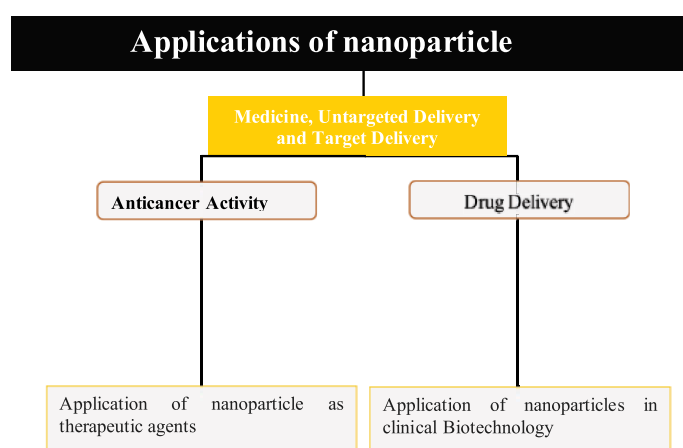 Applications of nanoparticle
Medicine, Untargeted Delivery
and Target Delivery
Anticancer Activity
Drug Delivery
Application of nanoparticle as
therapeutic agents
Application of nanoparticles in
clinical Biotechnology